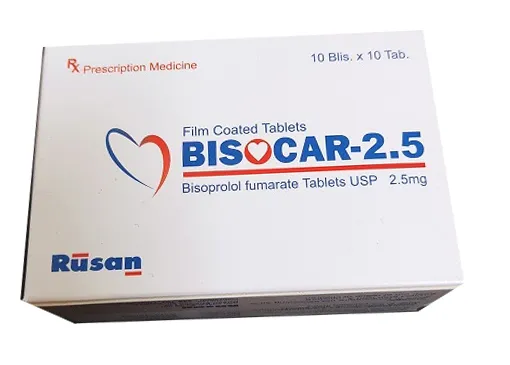 Rx Prescription Medicine
10 Blis. x 10 Tab.
Film Coated Tablets
BISOCAR-2.5
Bisoprolol fumarate Tablets USP 2.5mg
Rūsan